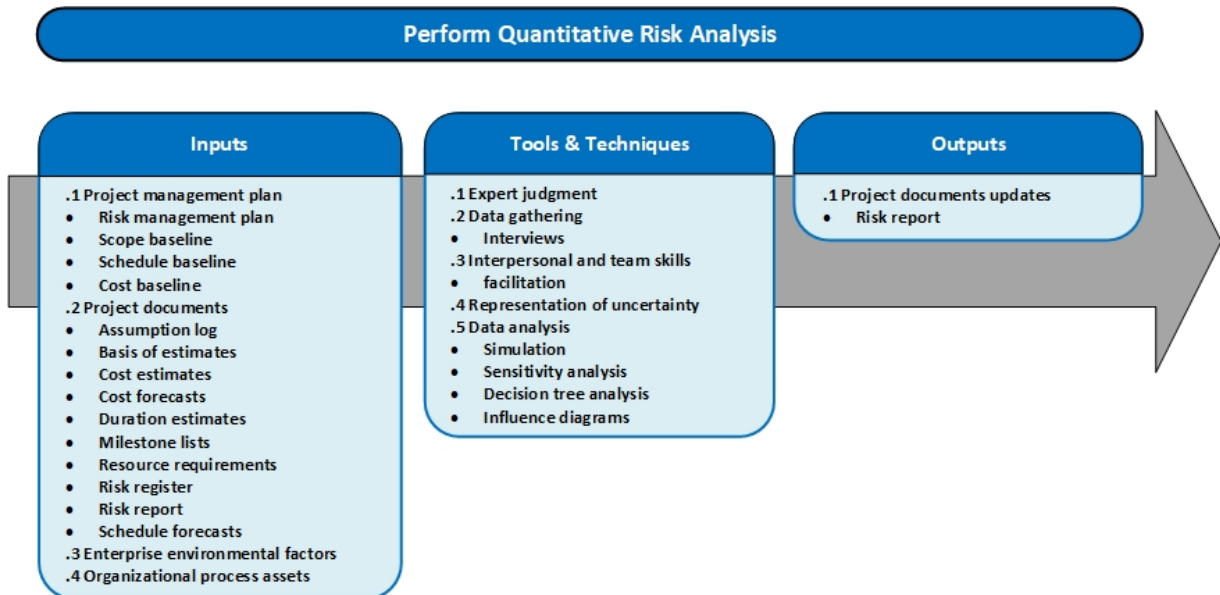 Perform Quantitative Risk Analysis
Inputs
.1 Project management plan
• Risk management plan
• Scope baseline
• Schedule baseline
• Cost baseline
.2 Project documents
• Assumption log
• Basis of estimates
• Cost estimates
• Cost forecasts
• Duration estimates
• Milestone lists
• Resource requirements
• Risk register
• Risk report
• Schedule forecasts
.3 Enterprise environmental factors
.4 Organizational process assets
Tools & Techniques
.1 Expert judgment
.2 Data gathering
• Interviews
.3 Interpersonal and team skills
• facilitation
.4 Representation of uncertainty
.5 Data analysis
• Simulation
• Sensitivity analysis
• Decision tree analysis
• Influence diagrams
Outputs
.1 Project documents updates
• Risk report